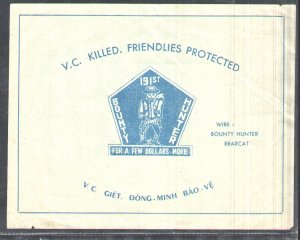 V.C. KILLED. FRIENDLIES PROTECTED
191ST
BOUNTY
HUNTER
FOR A FEW DOLLARS MORE
WIRE :
BOUNTY HUNTER
BEARCAT
V C. GIẾT. ĐỒNG-MINH BẢO-VỆ